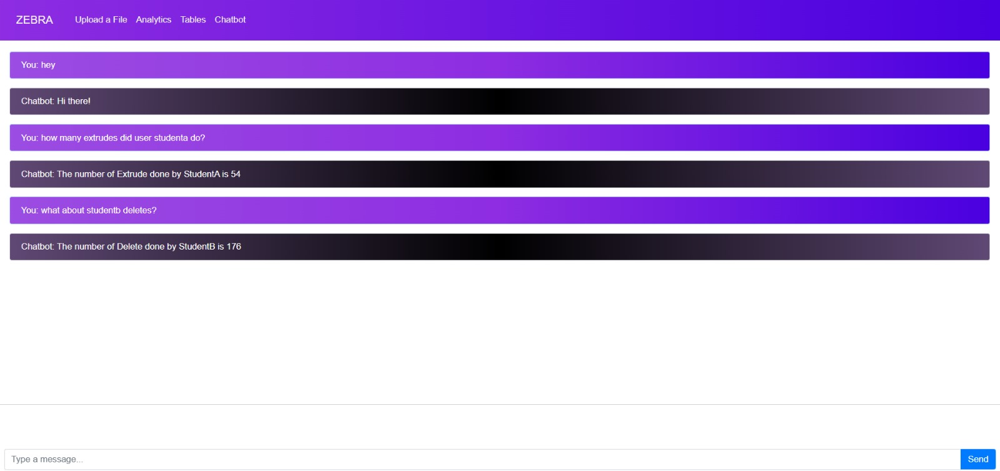 ZEBRA Upload a File Analytics Tables Chatbot
You: hey
Chatbot: Hi there!
You: how many extrudes did user studenta do?
Chatbot: The number of Extrude done by StudentA is 54
You: what about studentb deletes?
Chatbot: The number of Delete done by StudentB is 176
Type a message... Send